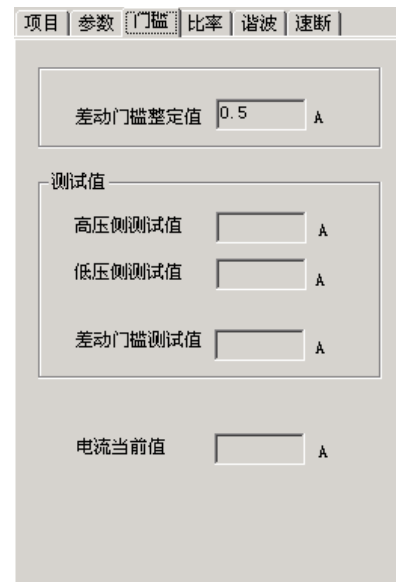 项目 参数 门槛 比率 谐波 速断
差动门槛整定值 0.5 A
测试值
高压侧测试值 A
低压侧测试值 A
差动门槛测试值 A
电流当前值 A